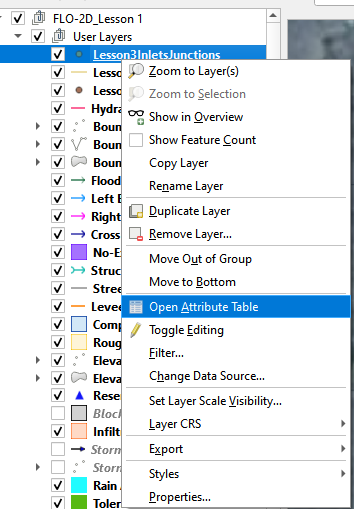 FLO-2D_Lesson 1
User Layers
Lesson3InletsJunctions
Lesso
Zoom to Layer(s)
Lesso
Zoom to Selection
Hydra
Show in Overview
Boun
Show Feature Count
Boun
Copy Layer
Boun
Rename Layer
Flood
Left B
Duplicate Layer
Right
Remove Layer...
Cross
No-Ex
Move Out of Group
Struc
Move to Bottom
Stree
Levee
Open Attribute Table
Comp
Toggle Editing
Roug
Filter...
Eleva
Change Data Source...
Eleva
Reser
Set Layer Scale Visibility...
Block
Layer CRS
Infilt
Storm
Export
Storm
Styles
Rain A
Properties...
Toler